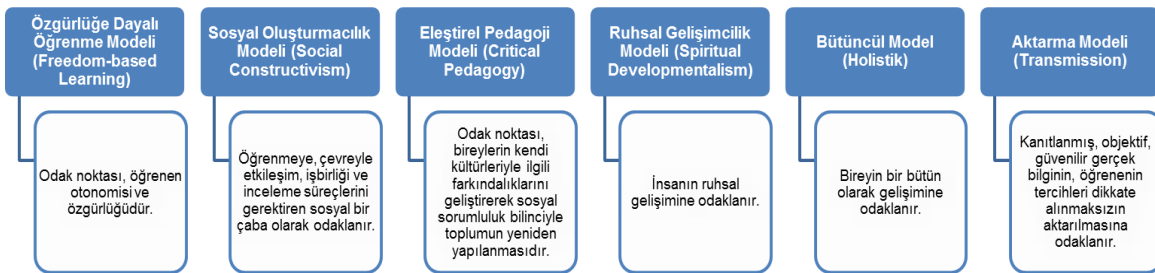 Özgürlüğe Dayalı
Öğrenme Modeli
(Freedom-based
Learning)
Odak noktası, öğrenen
otonomisi ve
özgürlüğüdür.
Sosyal Oluşturmacılık
Modeli (Social
Constructivism)
Öğrenmeye, çevreyle
etkileşim, işbirliği ve
inceleme süreçlerini
gerektiren sosyal bir
çaba olarak odaklanır.
Eleştirel Pedagoji
Modeli (Critical
Pedagogy)
Odak noktası,
bireylerin kendi
kültürleriyle ilgili
farkındalıklarını
geliştirerek sosyal
sorumluluk bilinciyle
toplumun yeniden
yapılanmasıdır.
Ruhsal Gelişimcilik
Modeli (Spiritual
Developmentalism)
İnsanın ruhsal
gelişimine odaklanır.
Bütüncül Model
(Holistik)
Bireyin bir bütün
olarak gelişimine
odaklanır.
Aktarma Modeli
(Transmission)
Kanıtlanmış, objektif,
güvenilir gerçek
bilginin, öğrenenin
tercihleri dikkate
alınmaksızın
aktarılmasına
odaklanır.